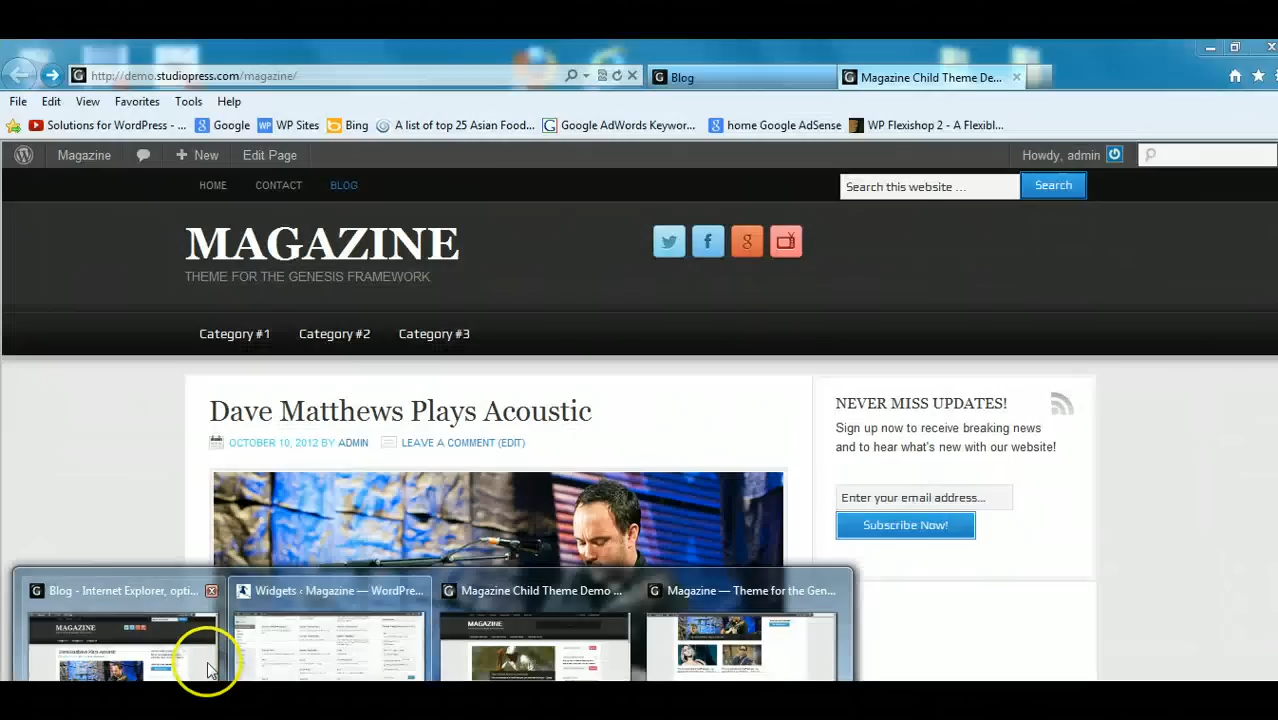 http://demo.studiopress.com/magazine/
Blog
Magazine Child Theme De...
File Edit View Favorites Tools Help
Solutions for WordPress - ...
Google
WP Sites
Bing
A list of top 25 Asian Food...
Google AdWords Keywor...
home Google AdSense
WP Flexishop 2 - A Flexibl...
Magazine
New
Edit Page
Howdy, admin
HOME CONTACT BLOG
Search this website ...
Search
MAGAZINE
THEME FOR THE GENESIS FRAMEWORK
Category #1 Category #2 Category #3
Dave Matthews Plays Acoustic
OCTOBER 10, 2012 BY ADMIN LEAVE A COMMENT (EDIT)
NEVER MISS UPDATES!
Sign up now to receive breaking news
and to hear what's new with our website!
Enter your email address...
Subscribe Now!
Blog - Internet Explorer, opti...
Widgets ‹ Magazine — WordPre...
Magazine Child Theme Demo ...
Magazine — Theme for the Gen...
MAGAZINE
MAGAZINE